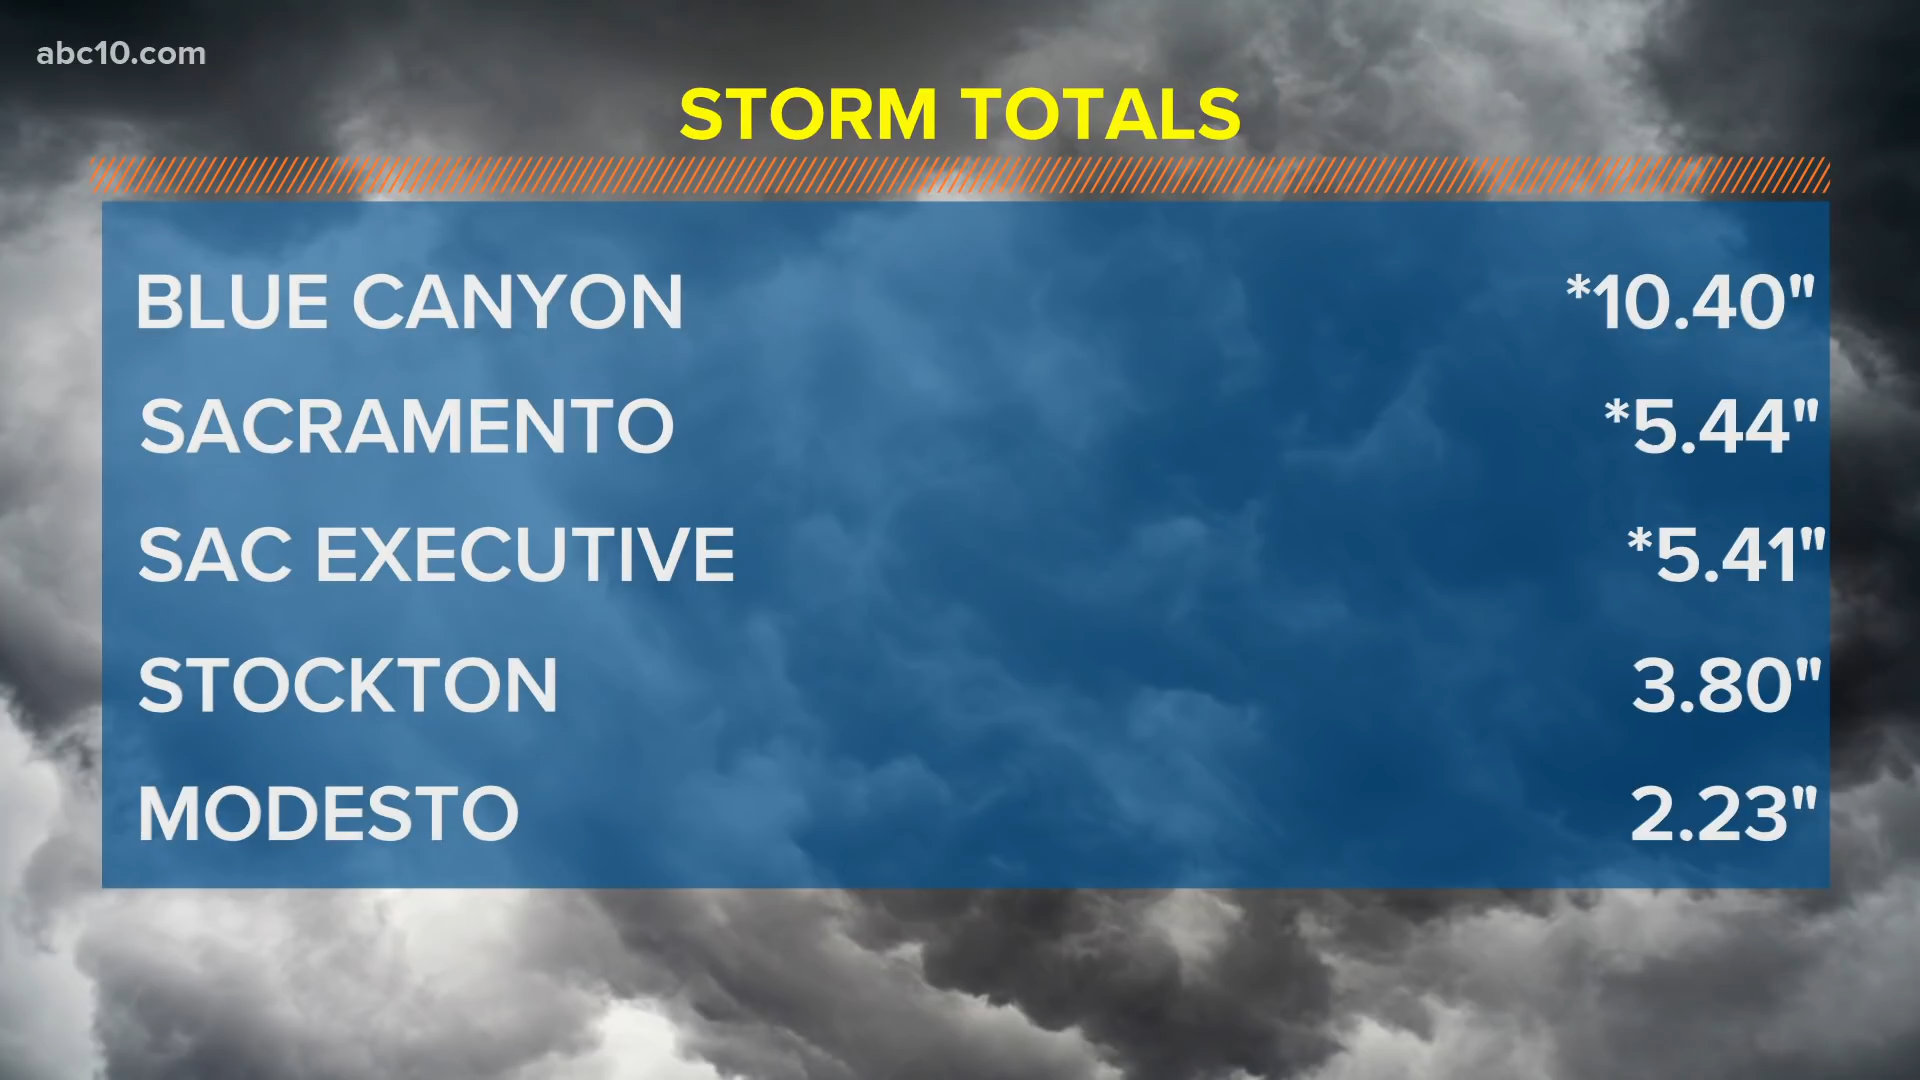 abc10.com
STORM TOTALS
BLUE CANYON *10.40"
SACRAMENTO *5.44"
SAC EXECUTIVE *5.41"
STOCKTON 3.80"
MODESTO 2.23"